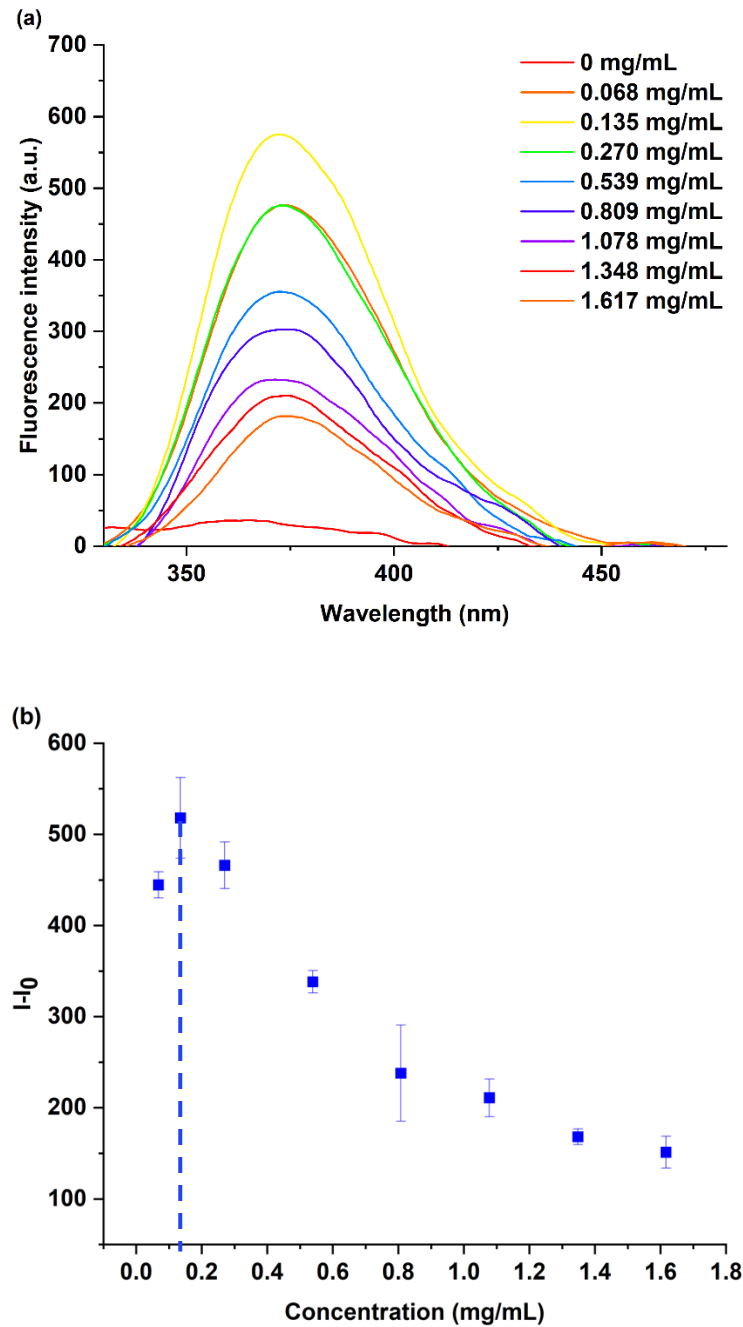 (a)
700
600
500
400
300
200
100
0
Fluorescence intensity (a.u.)
0 mg/mL
0.068 mg/mL
0.135 mg/mL
0.270 mg/mL
0.539 mg/mL
0.809 mg/mL
1.078 mg/mL
1.348 mg/mL
1.617 mg/mL
350 400 450
Wavelength (nm)
(b)
600
500
400
300
200
100
I-I0
0.0 0.2 0.4 0.6 0.8 1.0 1.2 1.4 1.6 1.8
Concentration (mg/mL)